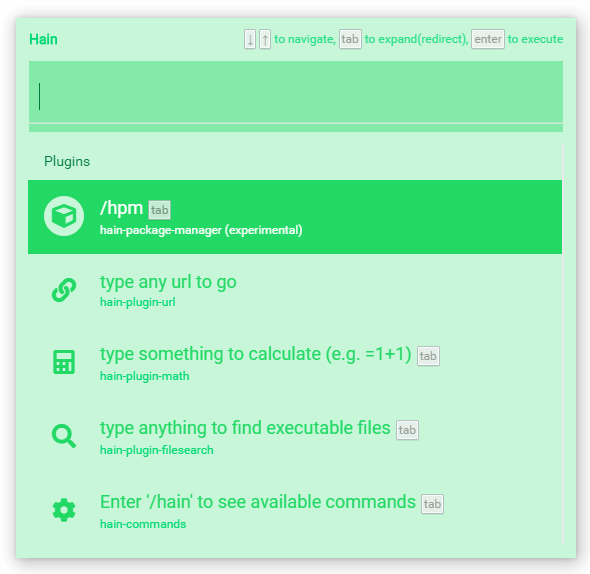 Hain ↓ ↑ to navigate, tab to expand(redirect), enter to execute
Plugins
/hpm tab
hain-package-manager (experimental)
type any url to go
hain-plugin-url
type something to calculate (e.g. =1+1) tab
hain-plugin-math
type anything to find executable files tab
hain-plugin-filesearch
Enter '/hain' to see available commands tab
hain-commands